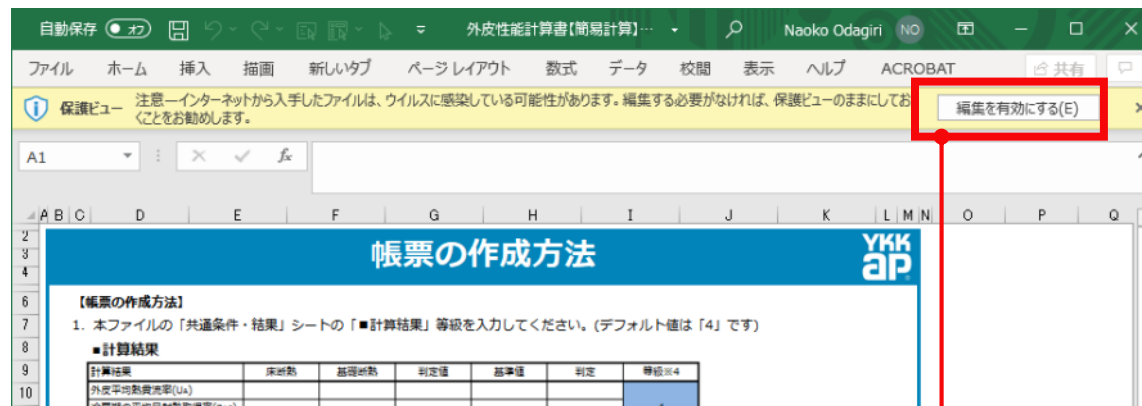 自動保存 オフ 外皮性能計算書【簡易計算】… Naoko Odagiri NO
ファイル ホーム 挿入 描画 新しいタブ ページ レイアウト 数式 データ 校閲 表示 ヘルプ ACROBAT 共有
保護ビュー 注意—インターネットから入手したファイルは、ウイルスに感染している可能性があります。編集する必要がなければ、保護ビューのままにしてお
くことをお勧めします。 編集を有効にする(E)
A1 fx
A B C D E F G H I J K L M N O P Q
2
3 帳票の作成方法 YKK
4 ap
6 【帳票の作成方法】
7 1. 本ファイルの「共通条件・結果」シートの「■計算結果」等級を入力してください。(デフォルト値は「4」です)
8 ■計算結果
9 計算結果 床断熱 基礎断熱 判定値 基準値 判定 等級※4
10 外皮平均熱貫流率(UA)